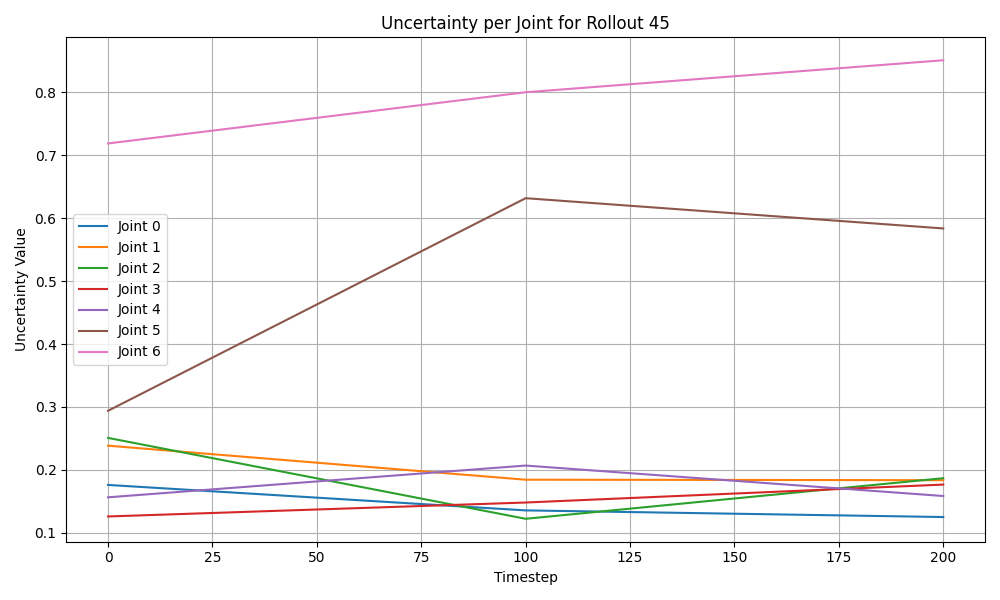 Uncertainty per Joint for Rollout 45
Uncertainty Value
0.8
0.7
0.6
0.5
0.4
0.3
0.2
0.1
Joint 0
Joint 1
Joint 2
Joint 3
Joint 4
Joint 5
Joint 6
0 25 50 75 100 125 150 175 200
Timestep